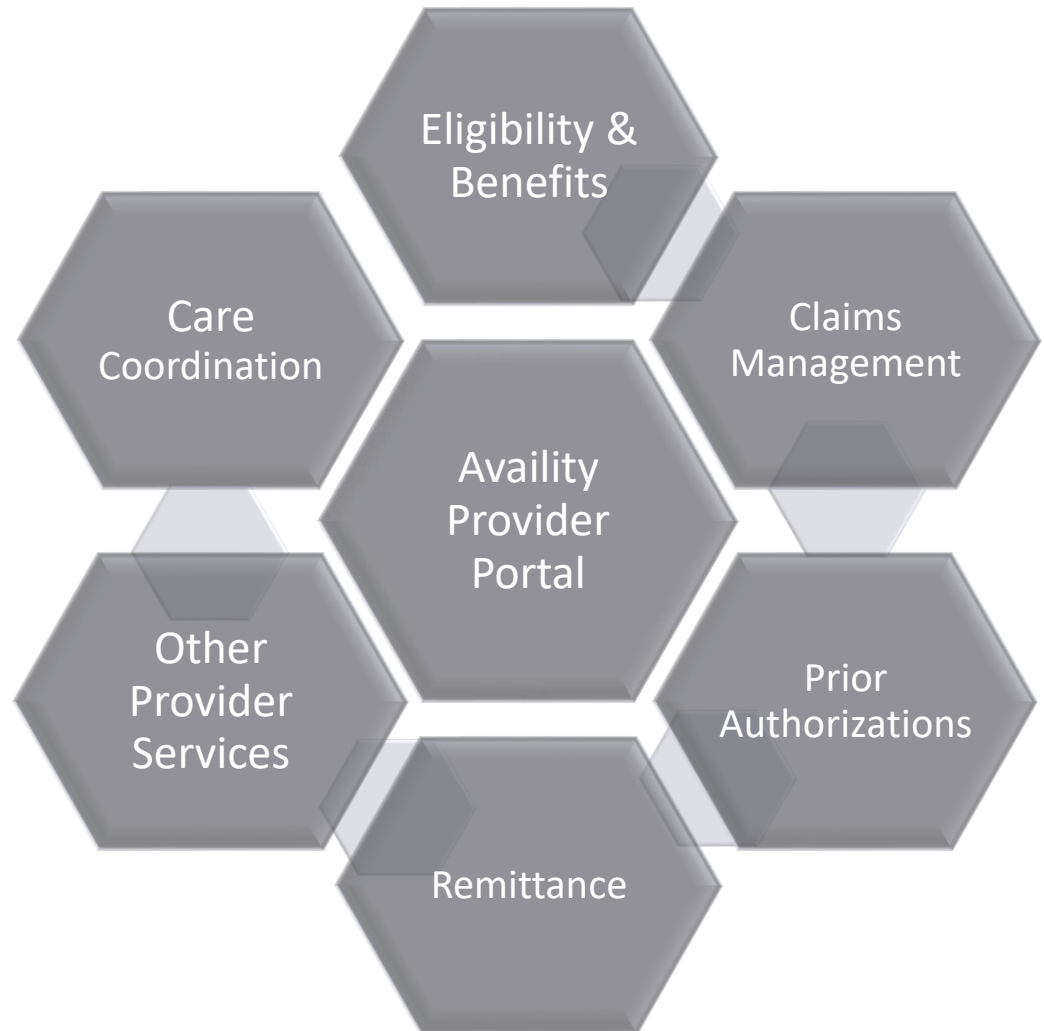 Eligibility &
Benefits
Care
Coordination
Claims
Management
Availity
Provider
Portal
Other
Provider
Services
Prior
Authorizations
Remittance